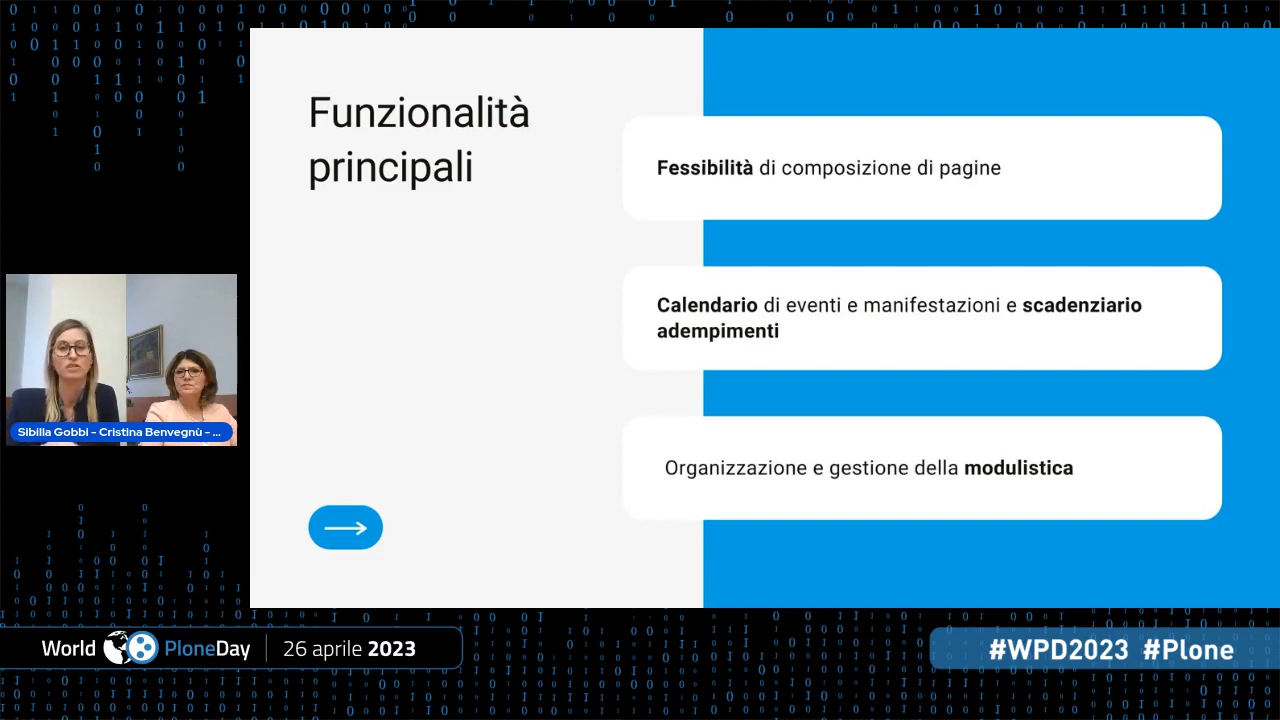 Funzionalità
principali
Fessibilità di composizione di pagine
Calendario di eventi e manifestazioni e scadenziario
adempimenti
Organizzazione e gestione della modulistica
Sibilla Gobbi - Cristina Benvegnù - ...
World PloneDay 26 aprile 2023
#WPD2023 #Plone